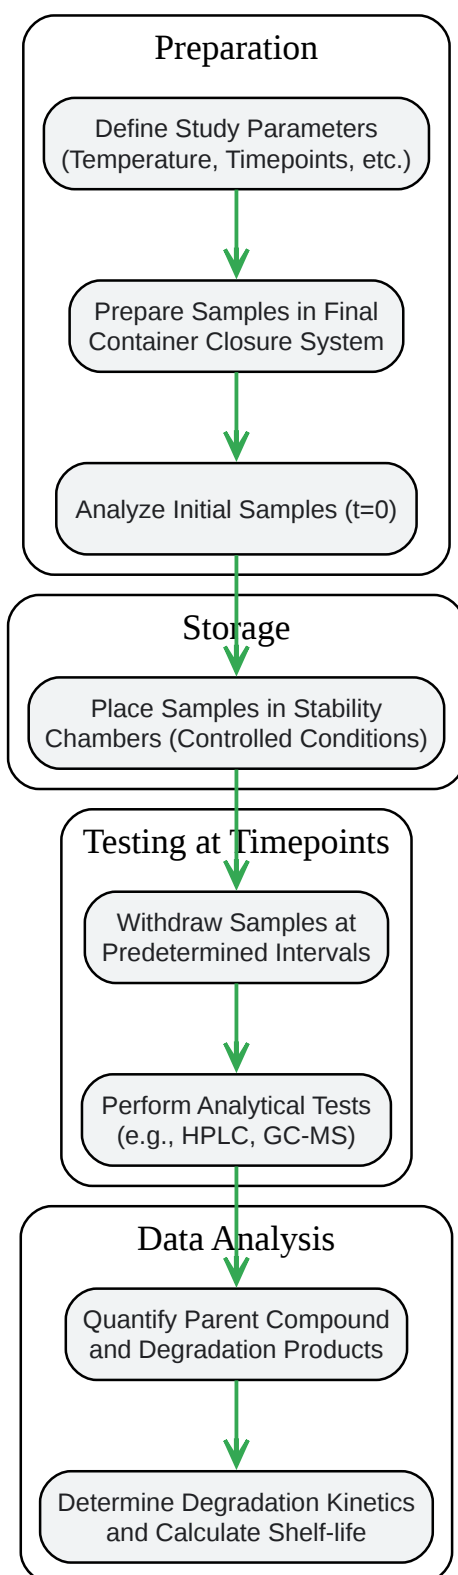 Preparation
Define Study Parameters
(Temperature, Timepoints, etc.)
Prepare Samples in Final
Container Closure System
Analyze Initial Samples (t=0)
Storage
Place Samples in Stability
Chambers (Controlled Conditions)
Testing at Timepoints
Withdraw Samples at
Predetermined Intervals
Perform Analytical Tests
(e.g., HPLC, GC-MS)
Data Analysis
Quantify Parent Compound
and Degradation Products
Determine Degradation Kinetics
and Calculate Shelf-life